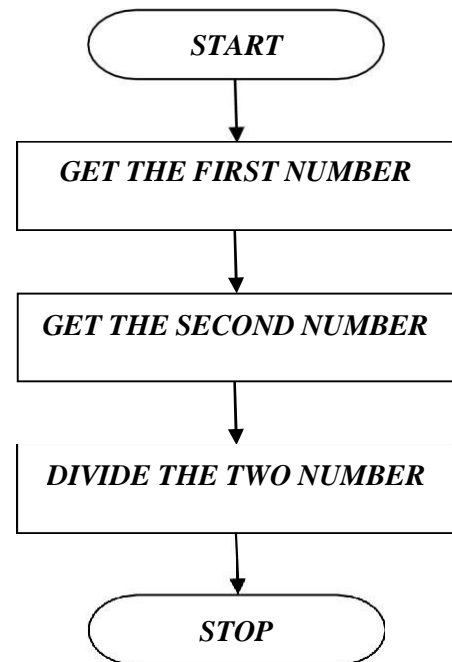 START
GET THE FIRST NUMBER
GET THE SECOND NUMBER
DIVIDE THE TWO NUMBER
STOP